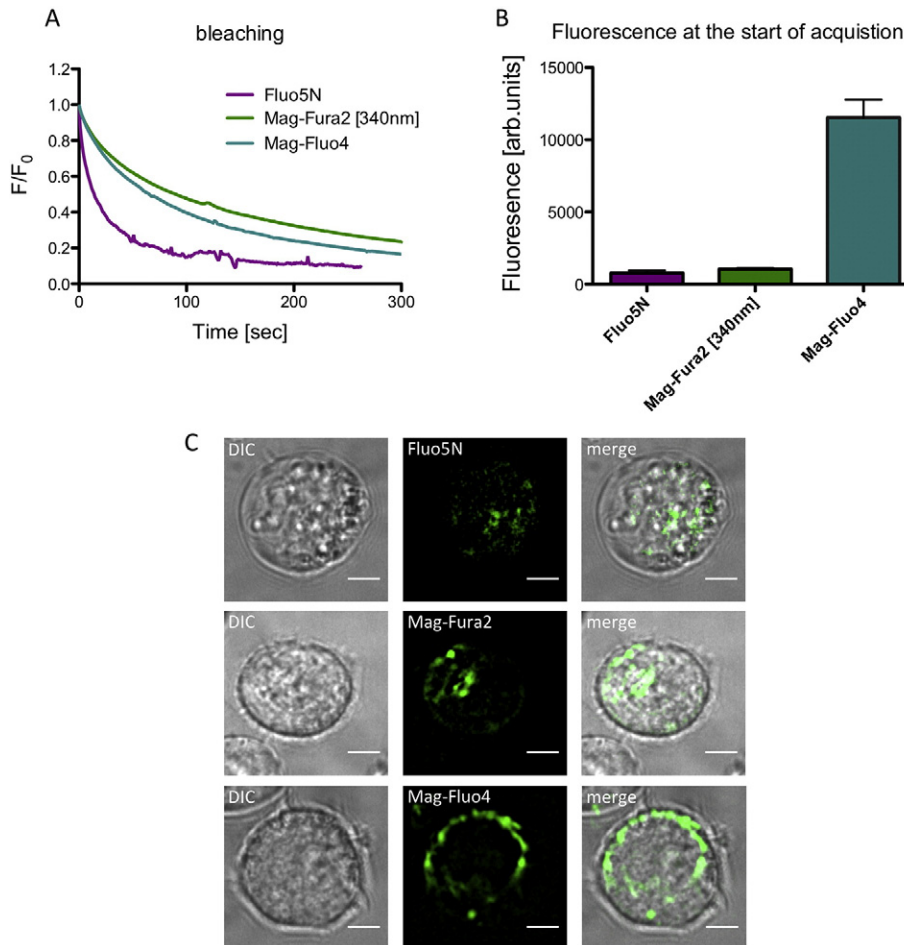 A
bleaching
1.2
1.0
0.8
0.6
0.4
0.2
0.0
F/F0
0
100
200
300
Time [sec]
Fluo5N
Mag-Fura2 [340nm]
Mag-Fluo4
B
Fluorescence at the start of acquistion
15000
10000
5000
0
Fluoresence [arb.units]
Fluo5N
Mag-Fura2 [340nm]
Mag-Fluo4
C
DIC
Fluo5N
merge
DIC
Mag-Fura2
merge
DIC
Mag-Fluo4
merge